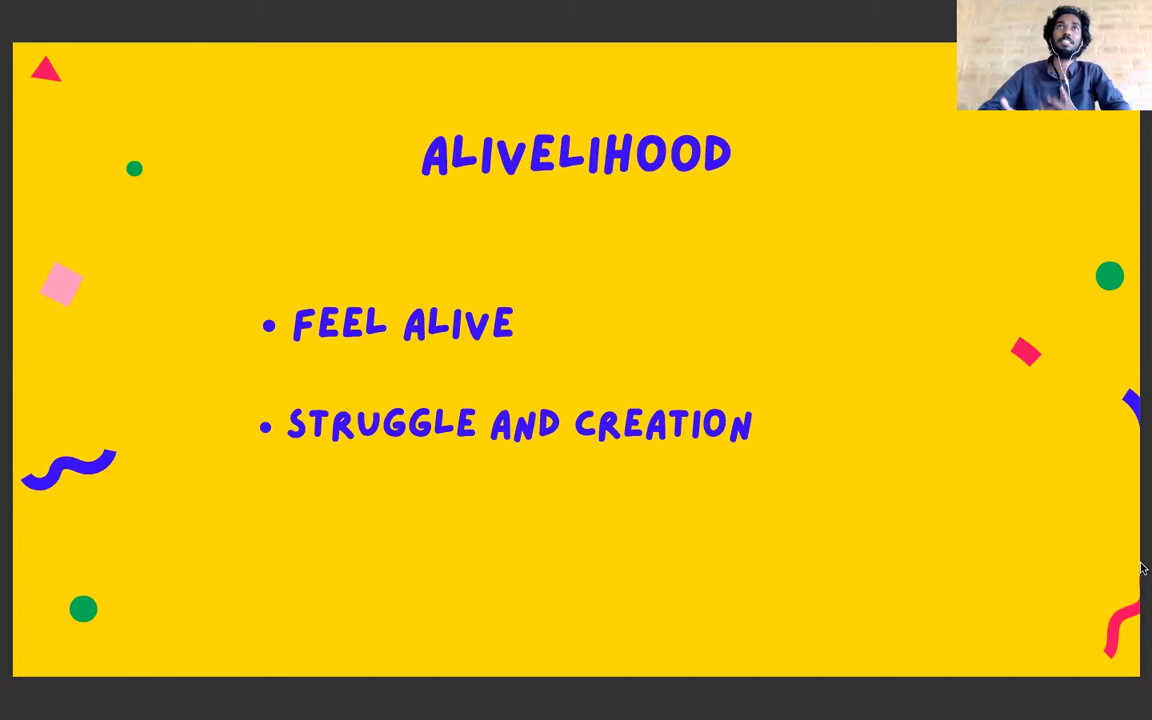 ALIVELIHOOD
• FEEL ALIVE
• STRUGGLE AND CREATION